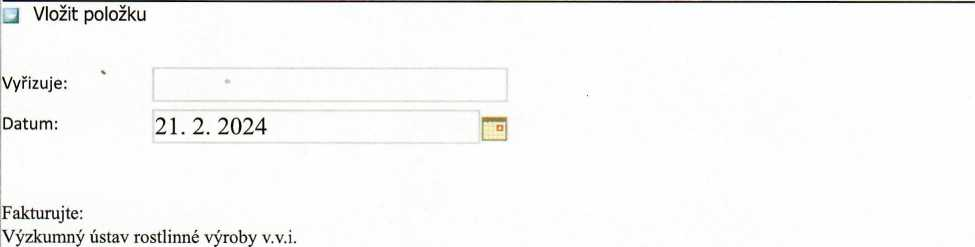 Vložit položku
Vyřizuje:
Datum: 21. 2. 2024
Fakturujte:
Výzkumný ústav rostlinné výroby v.v.i.